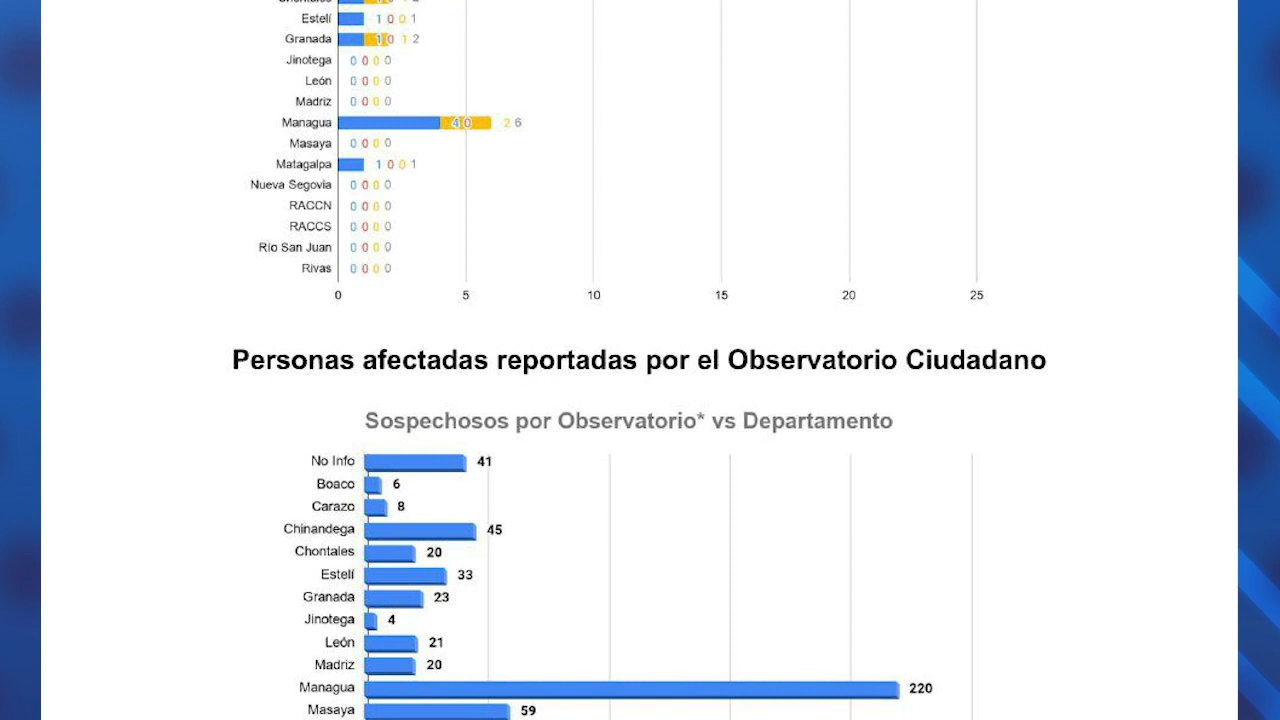 Estelí 1 0 0 1
Granada 1 0 1 2
Jinotega 0 0 0 0
León 0 0 0 0
Madriz 0 0 0 0
Managua 4 0 2 6
Masaya 0 0 0 0
Matagalpa 1 0 0 1
Nueva Segovia 0 0 0 0
RACCN 0 0 0 0
RACCS 0 0 0 0
Río San Juan 0 0 0 0
Rivas 0 0 0 0
0 5 10 15 20 25
Personas afectadas reportadas por el Observatorio Ciudadano
Sospechosos por Observatorio* vs Departamento
No Info 41
Boaco 6
Carazo 8
Chinandega 45
Chontales 20
Estelí 33
Granada 23
Jinotega 4
León 21
Madriz 20
Managua 220
Masaya 59